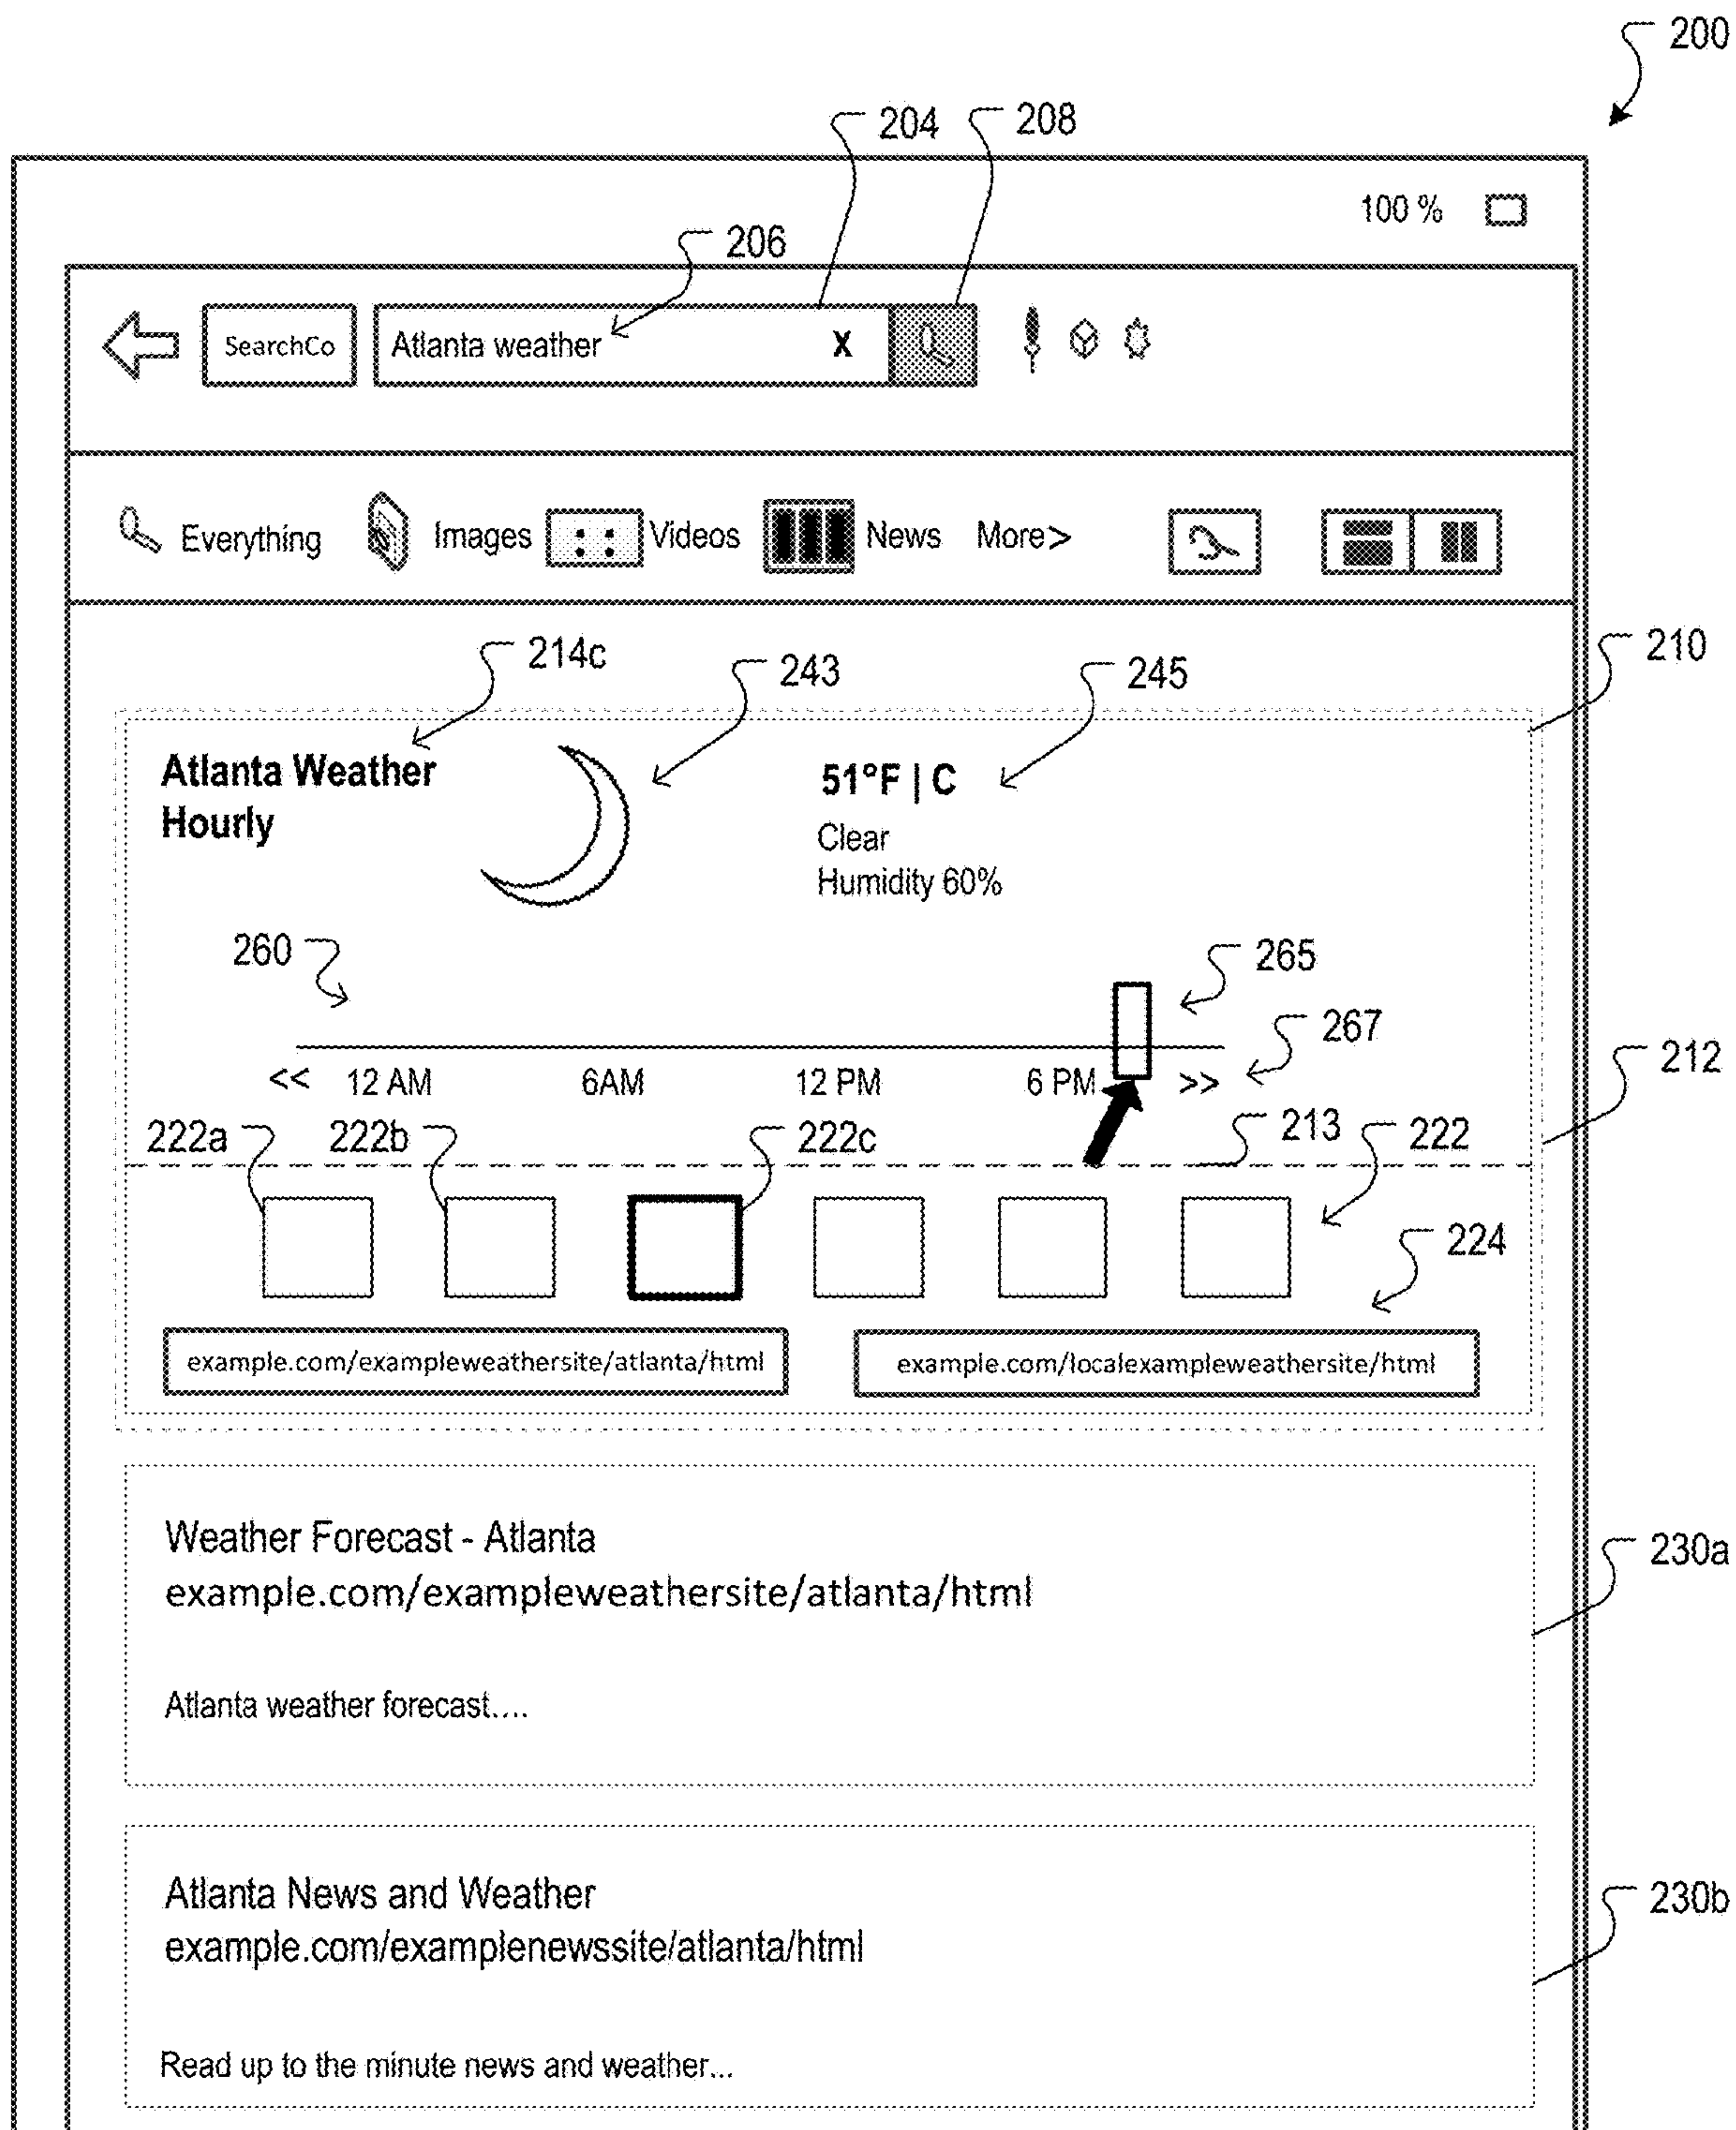 200
204
208
100 %
206
SearchCo
Atlanta weather
X
Everything
Images
Videos
News
More>
214c
243
245
210
Atlanta Weather
Hourly
51°F | C
Clear
Humidity 60%
260
265
267
<< 12 AM 6AM 12 PM 6 PM >>
212
222a
222b
222c
213
222
224
example.com/exampleweathersite/atlanta/html
example.com/localexampleweathersite/html
Weather Forecast - Atlanta
example.com/exampleweathersite/atlanta/html
230a
Atlanta weather forecast....
Atlanta News and Weather
example.com/examplenewssite/atlanta/html
230b
Read up to the minute news and weather...